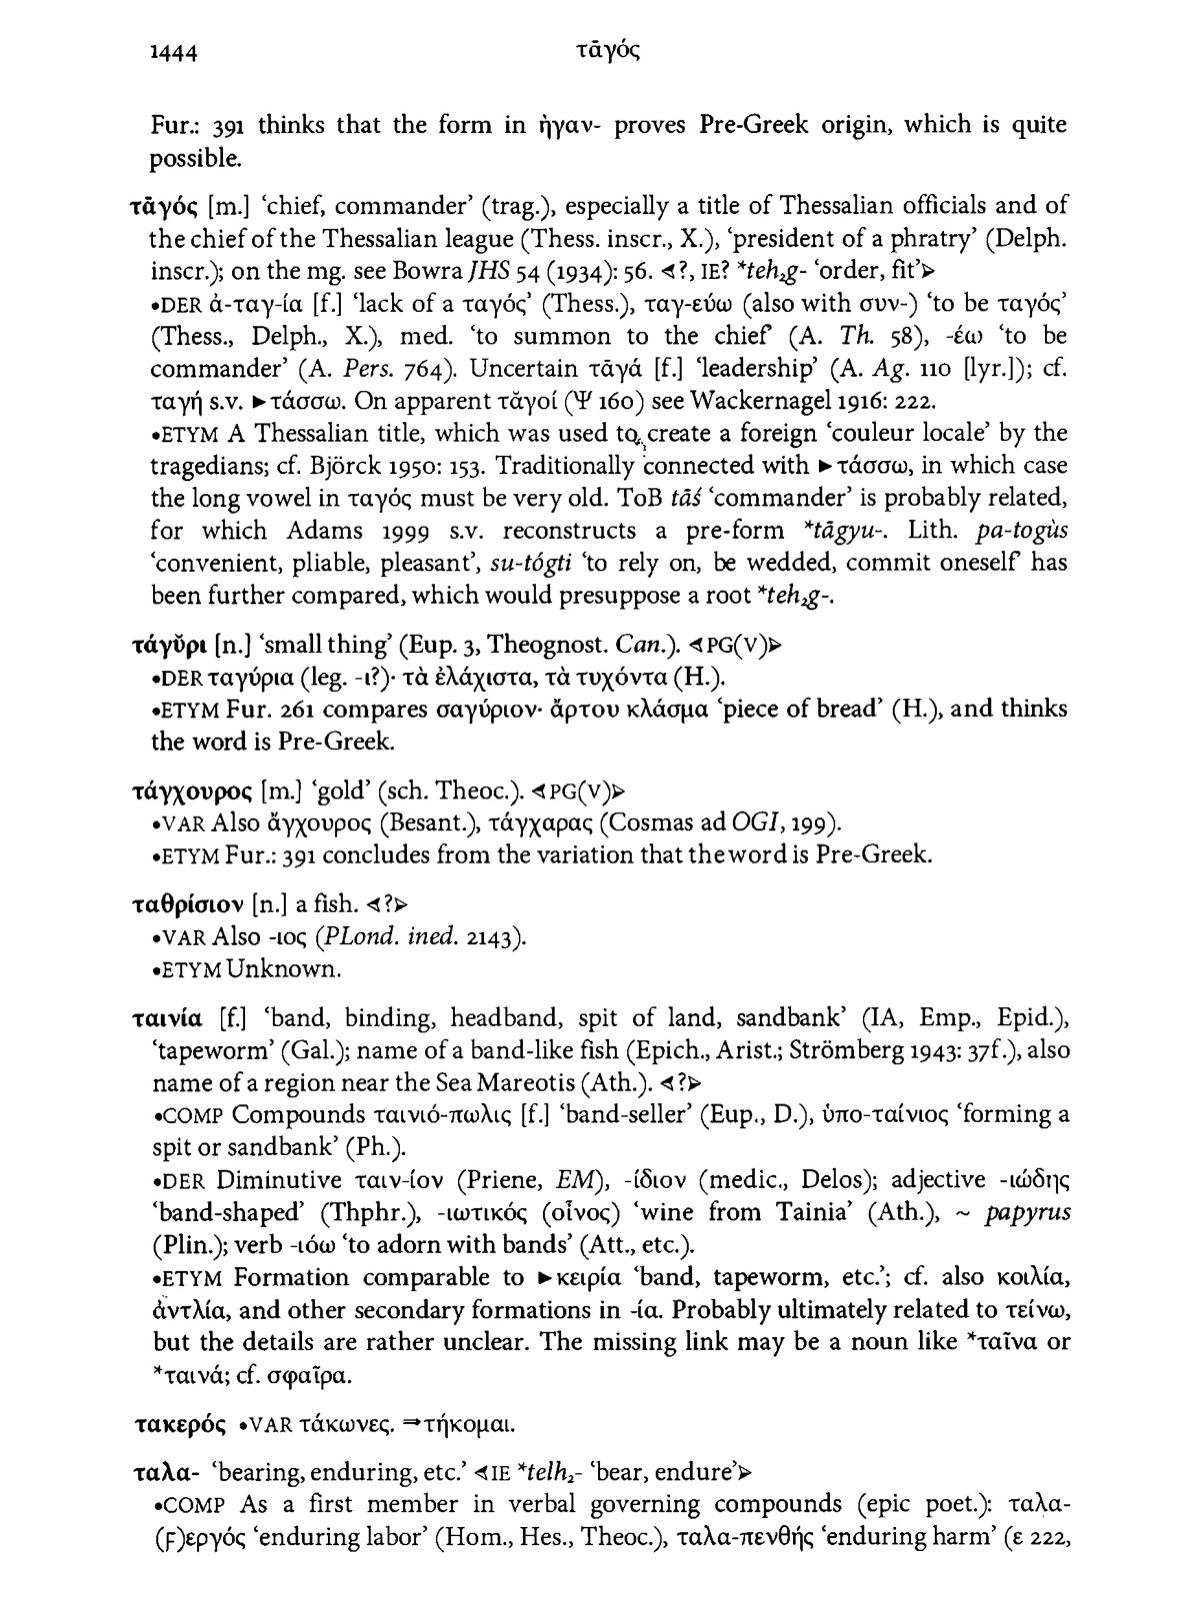 1444 τᾱγός
Fur.: 391 thinks that the form in ἠγαν- proves Pre-Greek origin, which is quite
possible.
τᾱγός [m.] ‘chief, commander’ (trag.), especially a title of Thessalian officials and of
the chief of the Thessalian league (Thess. inscr., X.), ‘president of a phratry’ (Delph.
inscr.); on the mg. see Bowra JHS 54 (1934): 56. ⋖?, IE? *teh₂g- ‘order, fit’⋗
•DER ἀ-ταγ-ία [f.] ‘lack of a ταγός’ (Thess.), ταγ-εύω (also with συν-) ‘to be ταγός’
(Thess., Delph., X.), med. ‘to summon to the chief’ (A. Th. 58), -έω ‘to be
commander’ (A. Pers. 764). Uncertain τᾱγά [f.] ‘leadership’ (A. Ag. 110 [lyr.]); cf.
ταγή s.v. ►τάσσω. On apparent τᾰγοί (Ψ 160) see Wackernagel 1916: 222.
•ETYM A Thessalian title, which was used to create a foreign ‘couleur locale’ by the
tragedians; cf. Björck 1950: 153. Traditionally connected with ►τάσσω, in which case
the long vowel in ταγός must be very old. ToB tāś ‘commander’ is probably related,
for which Adams 1999 s.v. reconstructs a pre-form *tāgyu-. Lith. pa-togùs
‘convenient, pliable, pleasant’, su-tógti ‘to rely on, be wedded, commit oneself’ has
been further compared, which would presuppose a root *teh₂g-.
τάγῠρι [n.] ‘small thing’ (Eup. 3, Theognost. Can.). ⋖PG(V)⋗
•DER ταγύρια (leg. -ι?)· τὰ ἐλάχιστα, τὰ τυχόντα (H.).
•ETYM Fur. 261 compares σαγύριον· ἄρτου κλάσμα ‘piece of bread’ (H.), and thinks
the word is Pre-Greek.
τάγχουρος [m.] ‘gold’ (sch. Theoc.). ⋖PG(V)⋗
•VAR Also ἄγχουρος (Besant.), τάγχαρας (Cosmas ad OGI, 199).
•ETYM Fur.: 391 concludes from the variation that the word is Pre-Greek.
ταθρίσιον [n.] a fish. ⋖?⋗
•VAR Also -ιος (PLond. ined. 2143).
•ETYM Unknown.
ταινία [f.] ‘band, binding, headband, spit of land, sandbank’ (IA, Emp., Epid.),
‘tapeworm’ (Gal.); name of a band-like fish (Epich., Arist.; Strömberg 1943: 37f.), also
name of a region near the Sea Mareotis (Ath.). ⋖?⋗
•COMP Compounds ταινιό-πωλις [f.] ‘band-seller’ (Eup., D.), ὑπο-ταίνιος ‘forming a
spit or sandbank’ (Ph.).
•DER Diminutive ταιν-ίον (Priene, EM), -ίδιον (medic., Delos); adjective -ιώδης
‘band-shaped’ (Thphr.), -ιωτικός (οἶνος) ‘wine from Tainia’ (Ath.), ~ papyrus
(Plin.); verb -ιόω ‘to adorn with bands’ (Att., etc.).
•ETYM Formation comparable to ►κειρία ‘band, tapeworm, etc.’; cf. also κοιλία,
ἀντλία, and other secondary formations in -ία. Probably ultimately related to τείνω,
but the details are rather unclear. The missing link may be a noun like *ταῖνα or
*ταινά; cf. σφαῖρα.
τακερός •VAR τάκωνες. ⇒τήκομαι.
ταλα- ‘bearing, enduring, etc.’ ⋖IE *telh₂- ‘bear, endure’⋗
•COMP As a first member in verbal governing compounds (epic poet.): ταλα-
(ϝ)εργός ‘enduring labor’ (Hom., Hes., Theoc.), ταλα-πενθής ‘enduring harm’ (ε 222,